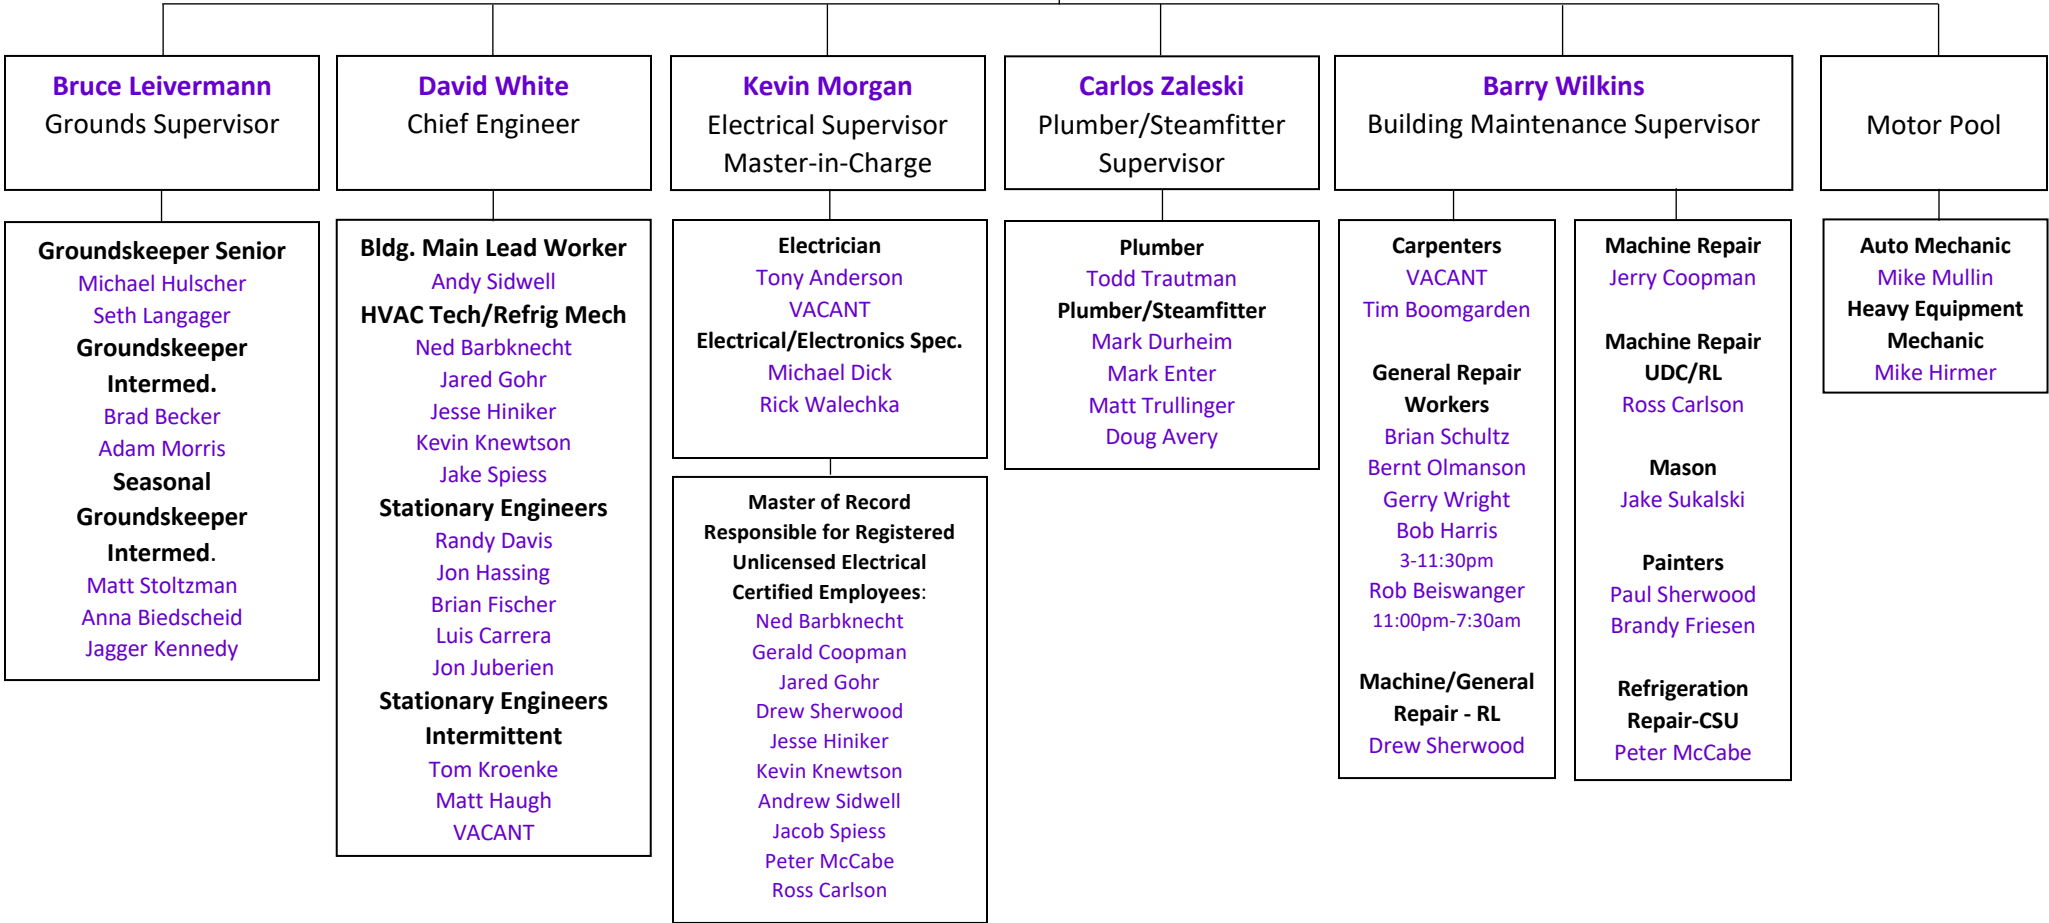 Bruce Leivermann
Grounds Supervisor
David White
Chief Engineer
Kevin Morgan
Electrical Supervisor
Master-in-Charge
Carlos Zaleski
Plumber/Steamfitter
Supervisor
Barry Wilkins
Building Maintenance Supervisor
Motor Pool
Groundskeeper Senior
Michael Hulscher
Seth Langager
Groundskeeper
Intermed.
Brad Becker
Adam Morris
Seasonal
Groundskeeper
Intermed.
Matt Stoltzman
Anna Biedscheid
Jagger Kennedy
Bldg. Main Lead Worker
Andy Sidwell
HVAC Tech/Refrig Mech
Ned Barbknecht
Jared Gohr
Jesse Hiniker
Kevin Knewtson
Jake Spiess
Stationary Engineers
Randy Davis
Jon Hassing
Brian Fischer
Luis Carrera
Jon Juberien
Stationary Engineers
Intermittent
Tom Kroenke
Matt Haugh
VACANT
Electrician
Tony Anderson
VACANT
Electrical/Electronics Spec.
Michael Dick
Rick Walechka
Master of Record
Responsible for Registered
Unlicensed Electrical
Certified Employees:
Ned Barbknecht
Gerald Coopman
Jared Gohr
Drew Sherwood
Jesse Hiniker
Kevin Knewtson
Andrew Sidwell
Jacob Spiess
Peter McCabe
Ross Carlson
Plumber
Todd Trautman
Plumber/Steamfitter
Mark Durheim
Mark Enter
Matt Trullinger
Doug Avery
Carpenters
VACANT
Tim Boomgarden
General Repair
Workers
Brian Schultz
Bernt Olmanson
Gerry Wright
Bob Harris
3-11:30pm
Rob Beiswanger
11:00pm-7:30am
Machine/General
Repair - RL
Drew Sherwood
Machine Repair
Jerry Coopman
Machine Repair
UDC/RL
Ross Carlson
Mason
Jake Sukalski
Painters
Paul Sherwood
Brandy Friesen
Refrigeration
Repair-CSU
Peter McCabe
Auto Mechanic
Mike Mullin
Heavy Equipment
Mechanic
Mike Hirmer